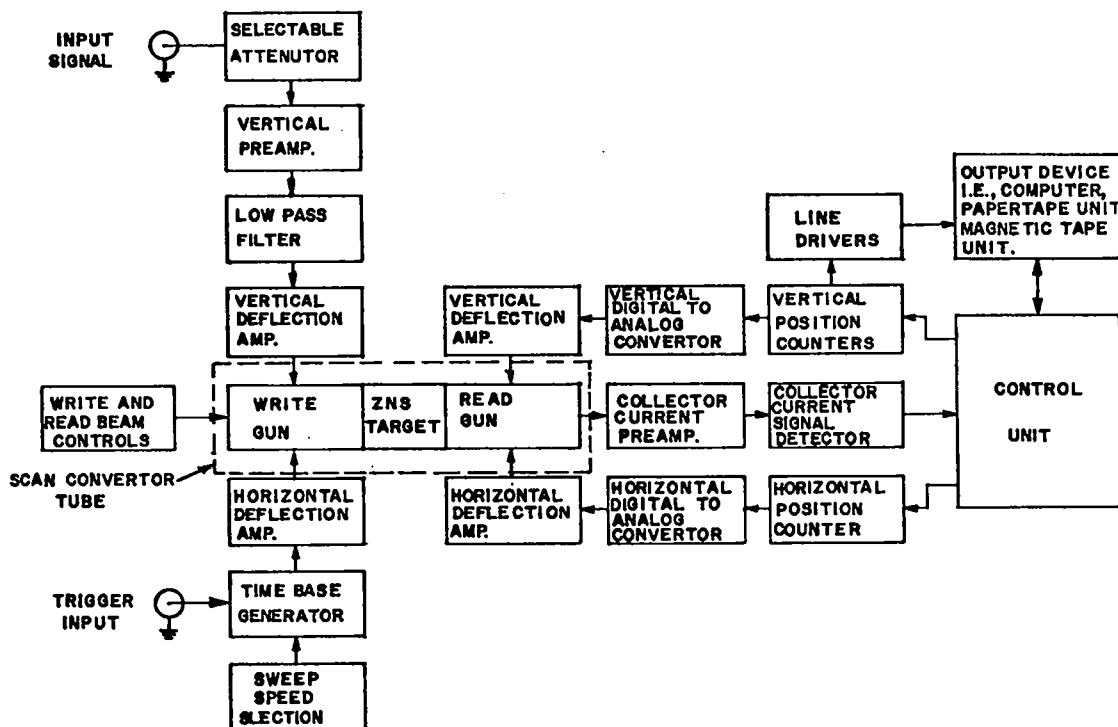 INPUT
SIGNAL
SELECTABLE
ATTENUTOR
VERTICAL
PREAMP.
LOW PASS
FILTER
VERTICAL
DEFLECTION
AMP.
VERTICAL
DEFLECTION
AMP.
VERTICAL
DIGITAL TO
ANALOG
CONVERTOR
VERTICAL
POSITION
COUNTERS
LINE
DRIVERS
OUTPUT DEVICE
I.E., COMPUTER,
PAPERTAPE UNIT
MAGNETIC TAPE
UNIT.
WRITE AND
READ BEAM
CONTROLS
WRITE
GUN
ZNS
TARGET
READ
GUN
COLLECTOR
CURRENT
PREAMP.
COLLECTOR
CURRENT
SIGNAL
DETECTOR
CONTROL
UNIT
SCAN CONVERTOR
TUBE
HORIZONTAL
DEFLECTION
AMP.
HORIZONTAL
DEFLECTION
AMP.
HORIZONTAL
DIGITAL TO
ANALOG
CONVERTOR
HORIZONTAL
POSITION
COUNTER
TRIGGER
INPUT
TIME BASE
GENERATOR
SWEEP
SPEED
SLECTION